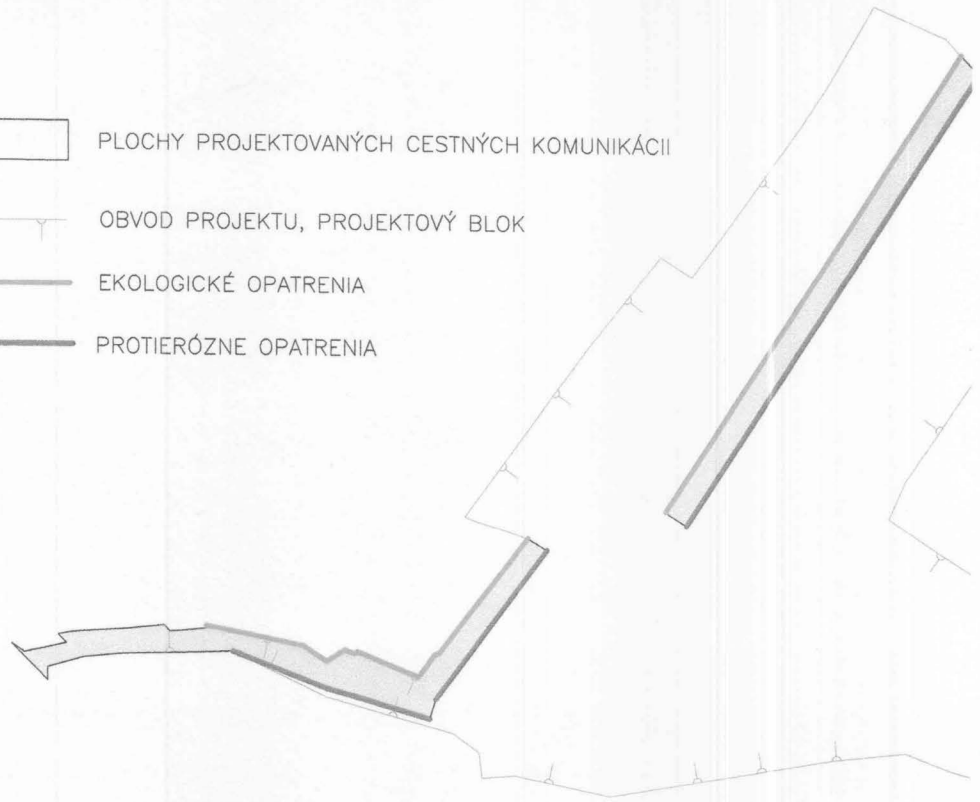 PLOCHY PROJEKTOVANÝCH CESTNÝCH KOMUNIKÁCII
OBVOD PROJEKTU, PROJEKTOVÝ BLOK
EKOLOGICKÉ OPATRENIA
PROTIERÓZNE OPATRENIA